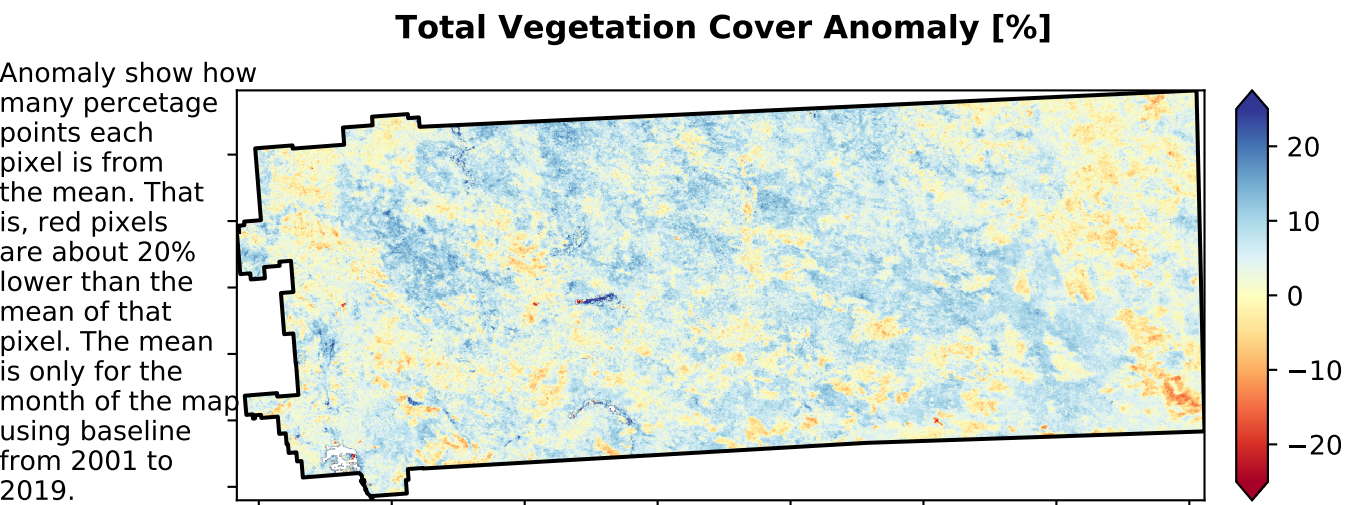 Total Vegetation Cover Anomaly [%]
Anomaly show how
many percetage
points each
pixel is from
the mean. That
is, red pixels
are about 20%
lower than the
mean of that
pixel. The mean
is only for the
month of the map
using baseline
from 2001 to
2019.
20
10
0
−10
−20